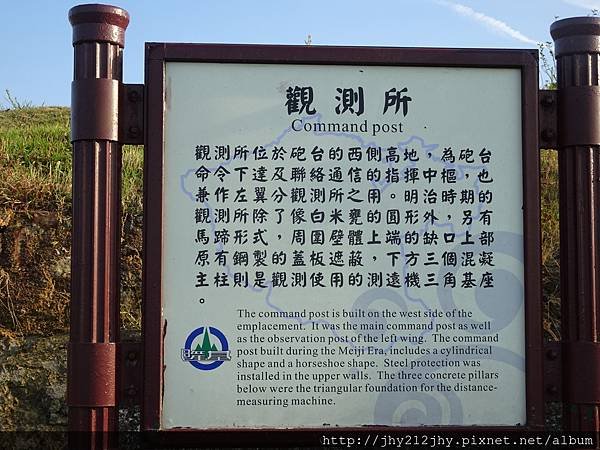 觀測所
Command post
觀測所位於砲台的西側高地，為砲台
命令下達及聯絡通信的指揮中樞，也
兼作左翼分觀測所之用。明治時期的
觀測所除了像白米甕的圓形外，另有
馬蹄形式，周圍壁體上端的缺口上部
原有鋼製的蓋板遮蔽，下方三個混凝
主柱則是觀測使用的測遠機三角基座
。
The command post is built on the west side of the
emplacement. It was the main command post as well
as the observation post of the left wing. The command
post built during the Meiji Era, includes a cylindrical
shape and a horseshoe shape. Steel protection was
installed in the upper walls. The three concrete pillars
below were the triangular foundation for the distance-
measuring machine.
http://jhy212jhy.pixnet.net/album